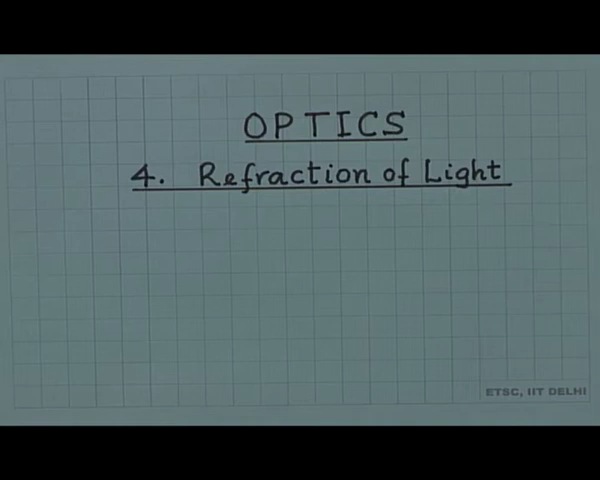 OPTICS
4. Refraction of Light
ETSC, IIT DELHI